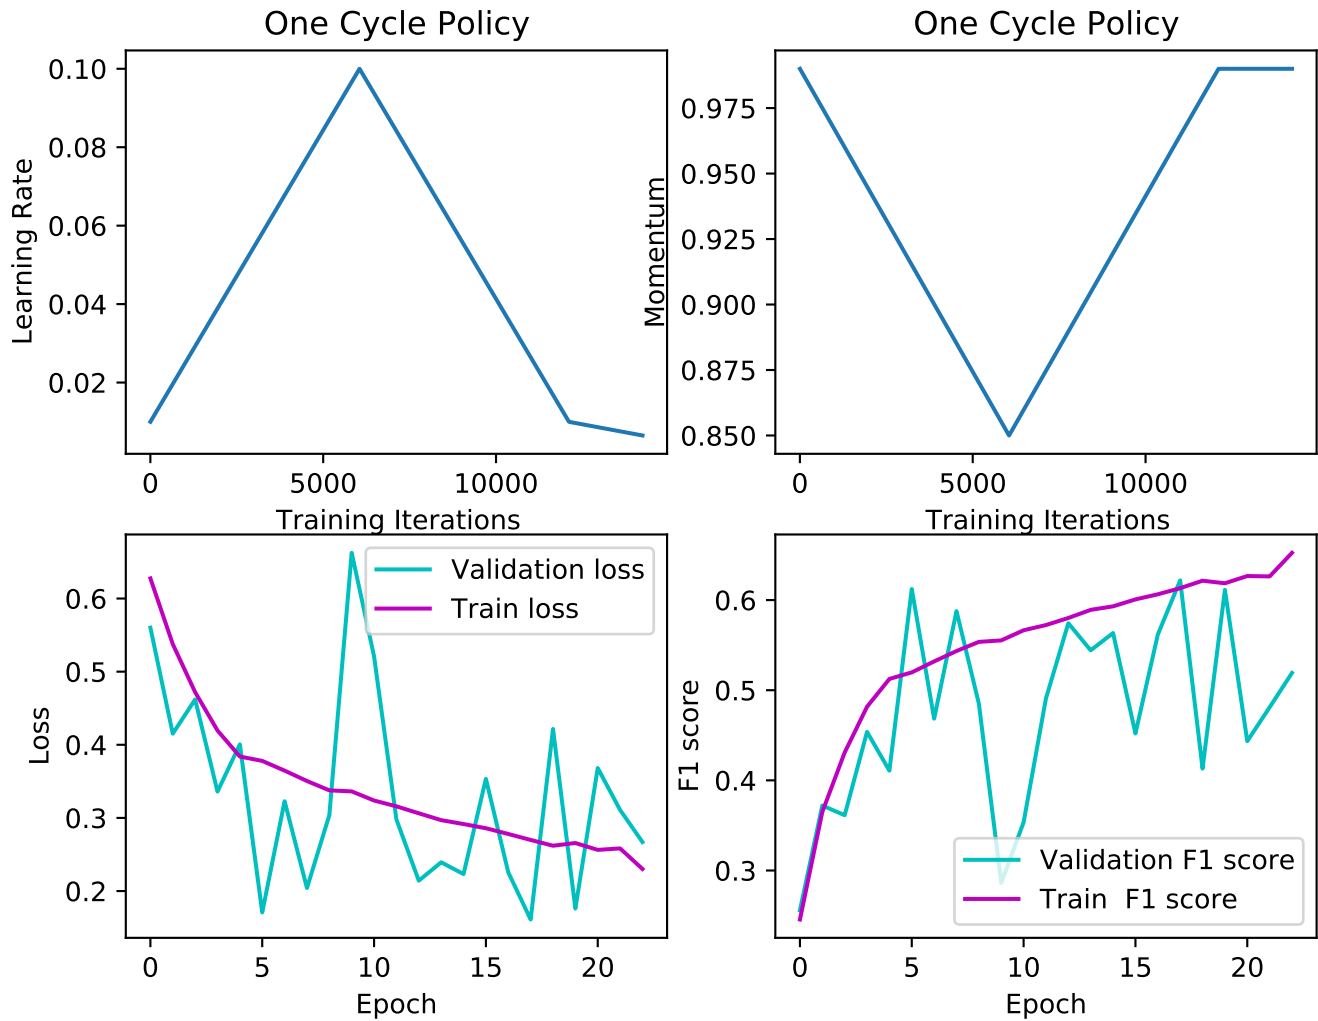 One Cycle Policy
0.10
0.08
0.06
0.04
0.02
Learning Rate
0 5000 10000
Training Iterations
One Cycle Policy
0.975
0.950
0.925
0.900
0.875
0.850
Momentum
0 5000 10000
Training Iterations
Validation loss
Train loss
0.6
0.5
0.4
0.3
0.2
Loss
0 5 10 15 20
Epoch
0.6
0.5
0.4
0.3
F1 score
Validation F1 score
Train  F1 score
0 5 10 15 20
Epoch